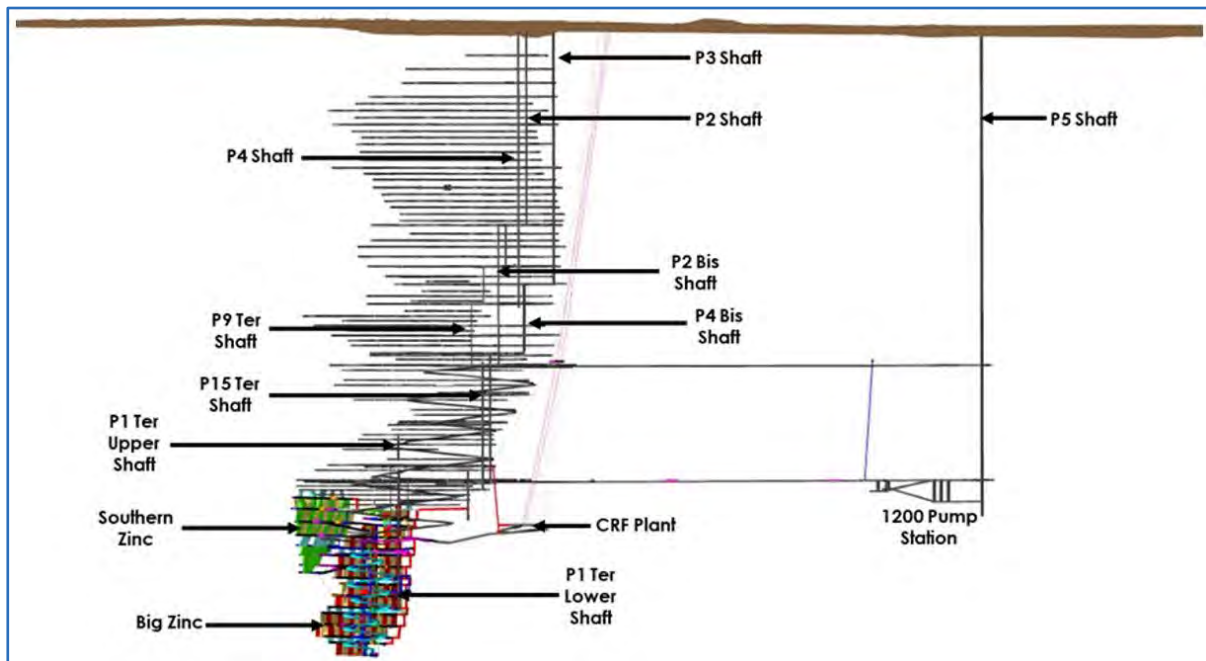 P3 Shaft
P2 Shaft
P5 Shaft
P4 Shaft
P2 Bis
Shaft
P9 Ter
Shaft
P4 Bis
Shaft
P15 Ter
Shaft
P1 Ter
Upper
Shaft
Southern
Zinc
CRF Plant
1200 Pump
Station
P1 Ter
Lower
Shaft
Big Zinc